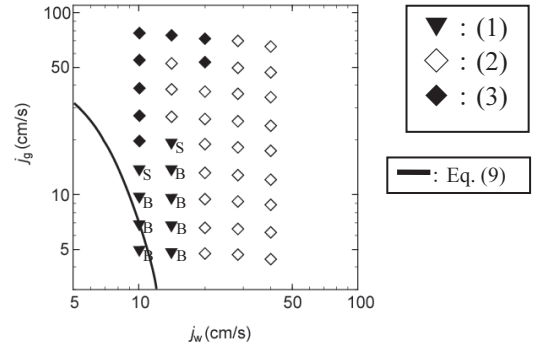 100
50
10
5
j_g (cm/s)
S
S
B
B
B
B
B
B
B
5
10
50
100
j_w (cm/s)
▼ : (1)
◇ : (2)
◆ : (3)
—: Eq. (9)